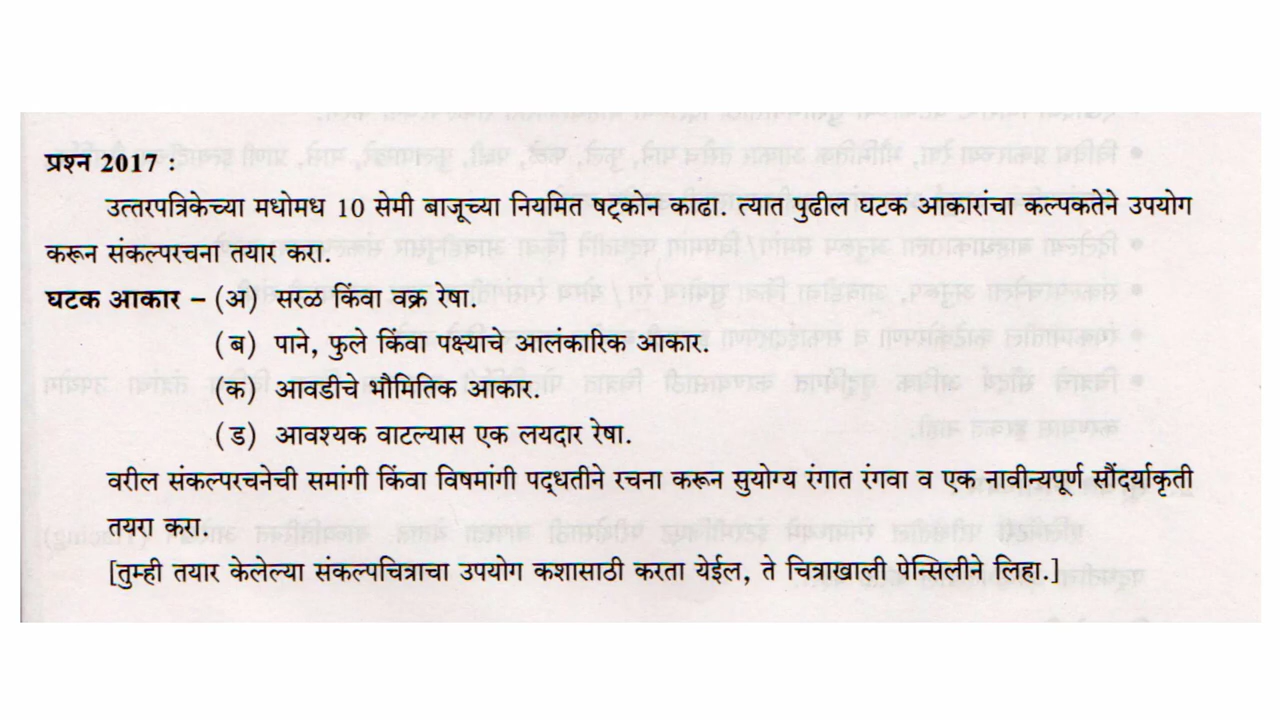 प्रश्न 2017 :
उत्तरपत्रिकेच्या मधोमध 10 सेमी बाजूच्या नियमित षट्कोन काढा. त्यात पुढील घटक आकारांचा कल्पकतेने उपयोग
करून संकल्परचना तयार करा.
घटक आकार – (अ) सरळ किंवा वक्र रेषा.
(ब) पाने, फुले किंवा पक्ष्याचे आलंकारिक आकार.
(क) आवडीचे भौमितिक आकार.
(ड) आवश्यक वाटल्यास एक लयदार रेषा.
वरील संकल्परचनेची समांगी किंवा विषमांगी पद्धतीने रचना करून सुयोग्य रंगात रंगवा व एक नावीन्यपूर्ण सौंदर्याकृती
तयरा करा.
[तुम्ही तयार केलेल्या संकल्पचित्राचा उपयोग कशासाठी करता येईल, ते चित्राखाली पेन्सिलीने लिहा.]